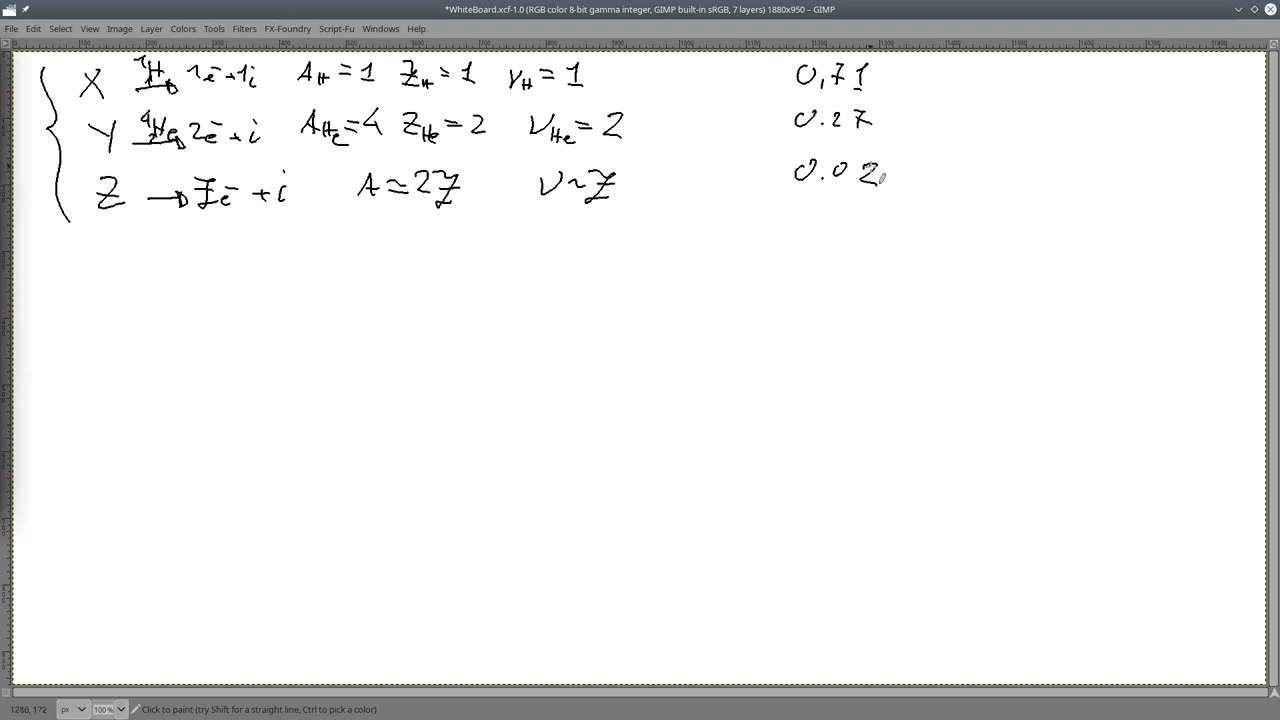 *WhiteBoard.xcf-1.0 (RGB color 8-bit gamma integer, GIMP built-in sRGB, 7 layers) 1880x950 – GIMP
File Edit Select View Image Layer Colors Tools Filters FX-Foundry Script-Fu Windows Help
X ¹H → 1e⁻+1i A_H = 1 Z_H = 1 ν_H = 1 0,71
Y ⁴He → 2e⁻+i A_He = 4 Z_He = 2 ν_He = 2 0.27
Z → Ze⁻ + i A ≃ 2Z ν ~ Z 0.02
1286, 172 px 100% Click to paint (try Shift for a straight line, Ctrl to pick a color)